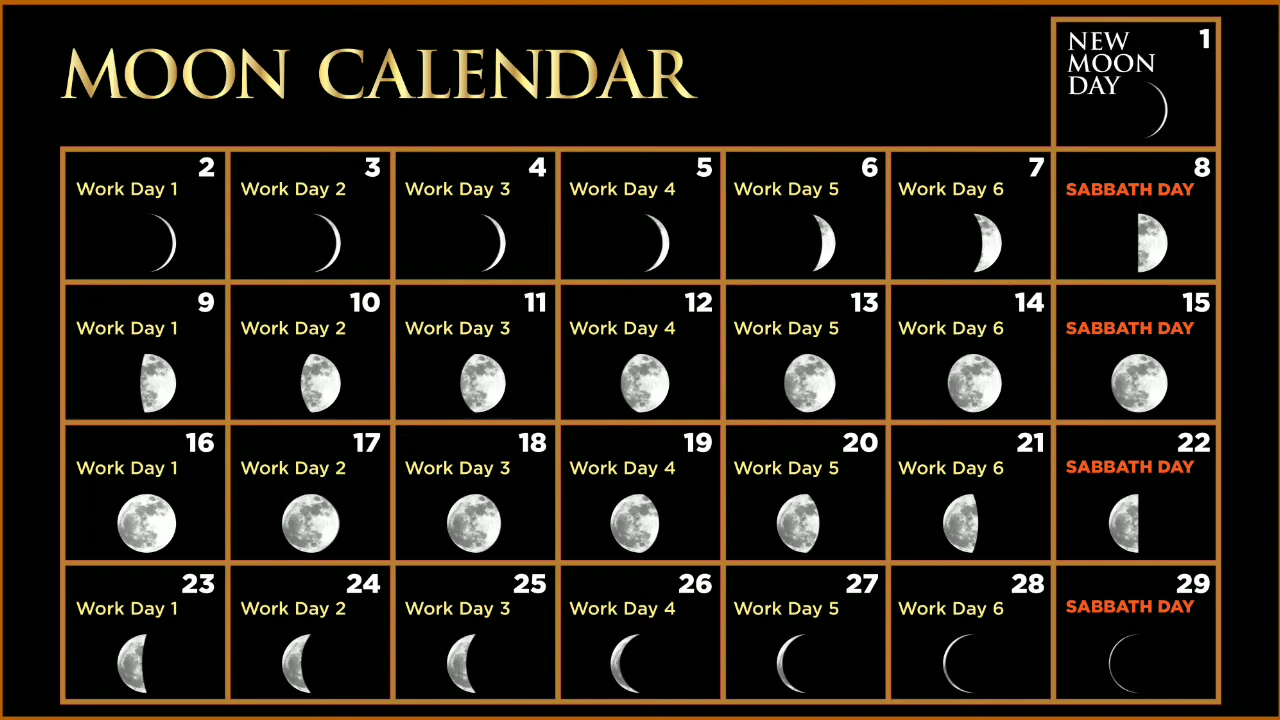 MOON CALENDAR
NEW MOON DAY 1
2 3 4 5 6 7 8
Work Day 1 Work Day 2 Work Day 3 Work Day 4 Work Day 5 Work Day 6 SABBATH DAY
9 10 11 12 13 14 15
Work Day 1 Work Day 2 Work Day 3 Work Day 4 Work Day 5 Work Day 6 SABBATH DAY
16 17 18 19 20 21 22
Work Day 1 Work Day 2 Work Day 3 Work Day 4 Work Day 5 Work Day 6 SABBATH DAY
23 24 25 26 27 28 29
Work Day 1 Work Day 2 Work Day 3 Work Day 4 Work Day 5 Work Day 6 SABBATH DAY